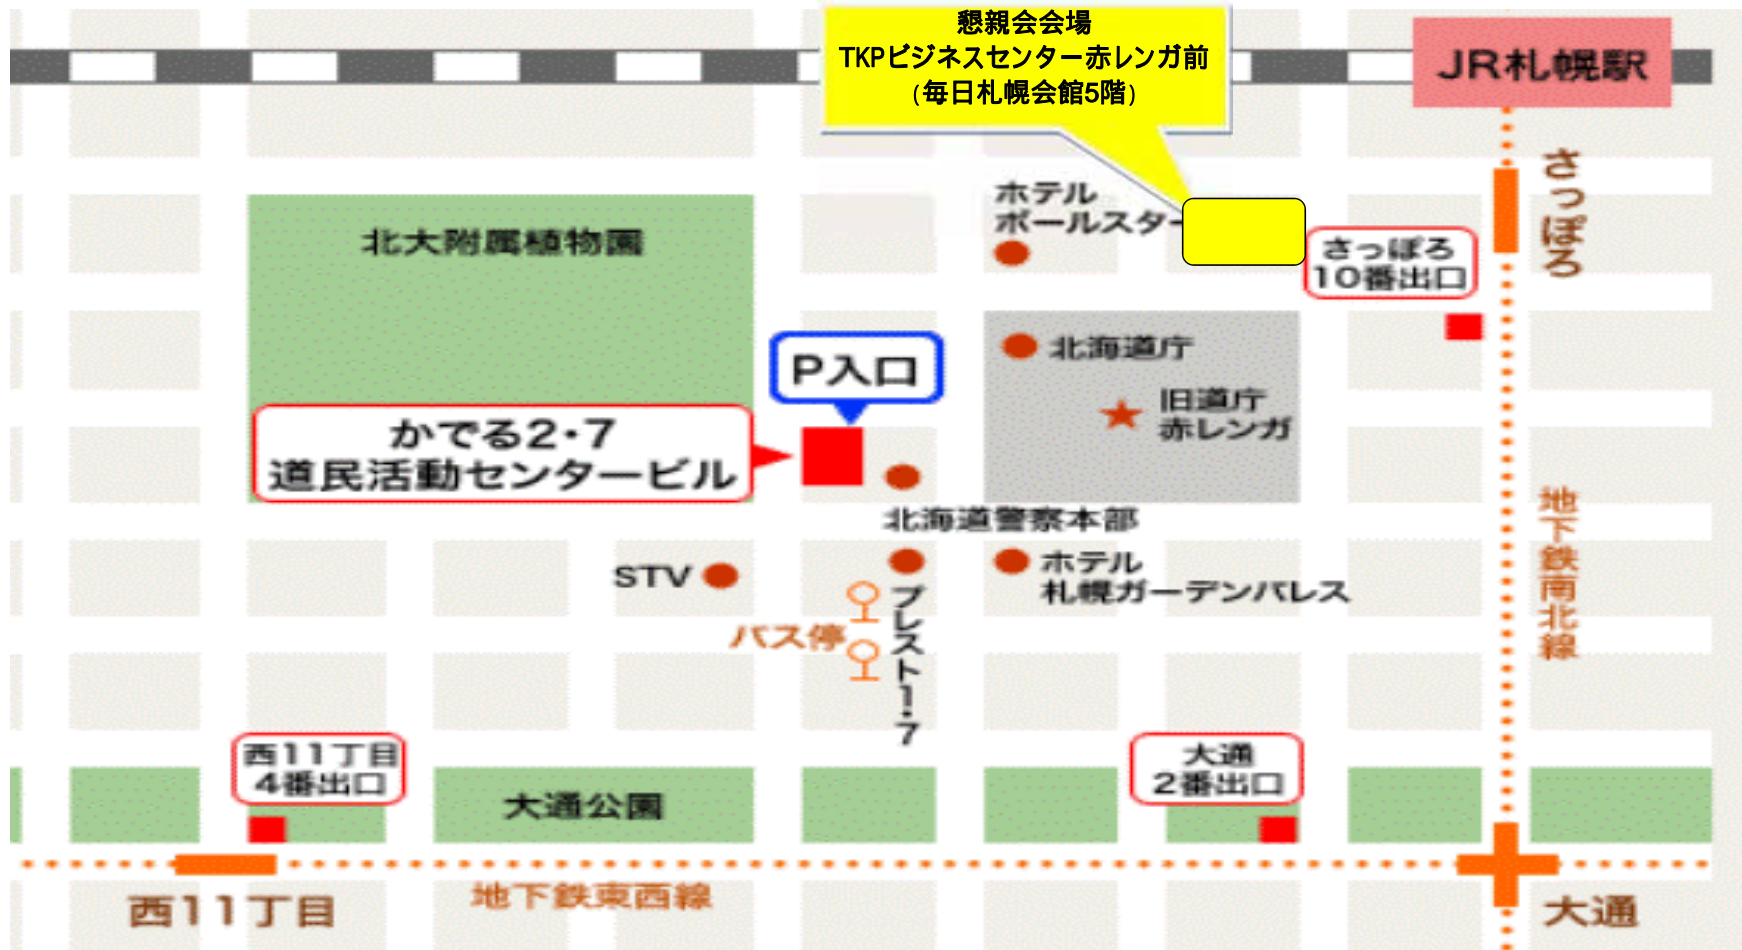 懇親会会場
TKPビジネスセンター赤レンガ前
(毎日札幌会館5階)
JR札幌駅
さっぽろ
ホテル
ポールスター
さっぽろ
10番出口
北大附属植物園
P入口
北海道庁
旧道庁
赤レンガ
かでる2・7
道民活動センタービル
北海道警察本部
地下鉄南北線
STV
ホテル
札幌ガーデンパレス
プレスト1・7
バス停
西11丁目
4番出口
大通公園
大通
2番出口
西11丁目
地下鉄東西線
大通